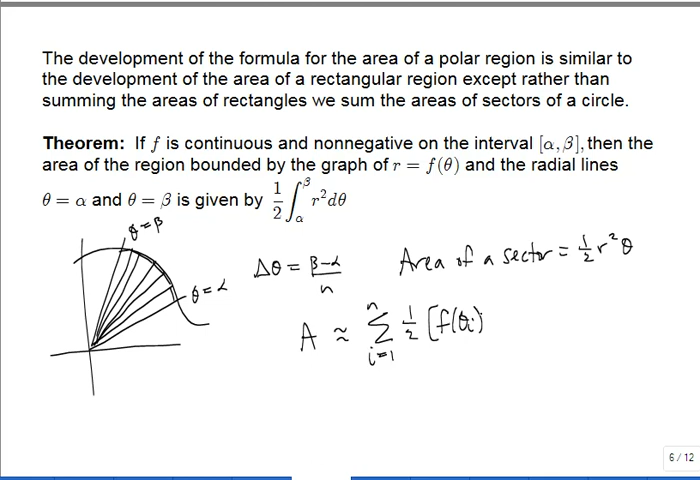 The development of the formula for the area of a polar region is similar to
the development of the area of a rectangular region except rather than
summing the areas of rectangles we sum the areas of sectors of a circle.
Theorem: If f is continuous and nonnegative on the interval [α, β], then the
area of the region bounded by the graph of r = f(θ) and the radial lines
θ = α and θ = β is given by 1/2 ∫_α^β r²dθ
θ = β
θ = α
Δθ = (β-α)/n
Area of a sector = 1/2 r²θ
A ≈ Σ_{i=1}^{n} 1/2 [f(θi)
6 / 12